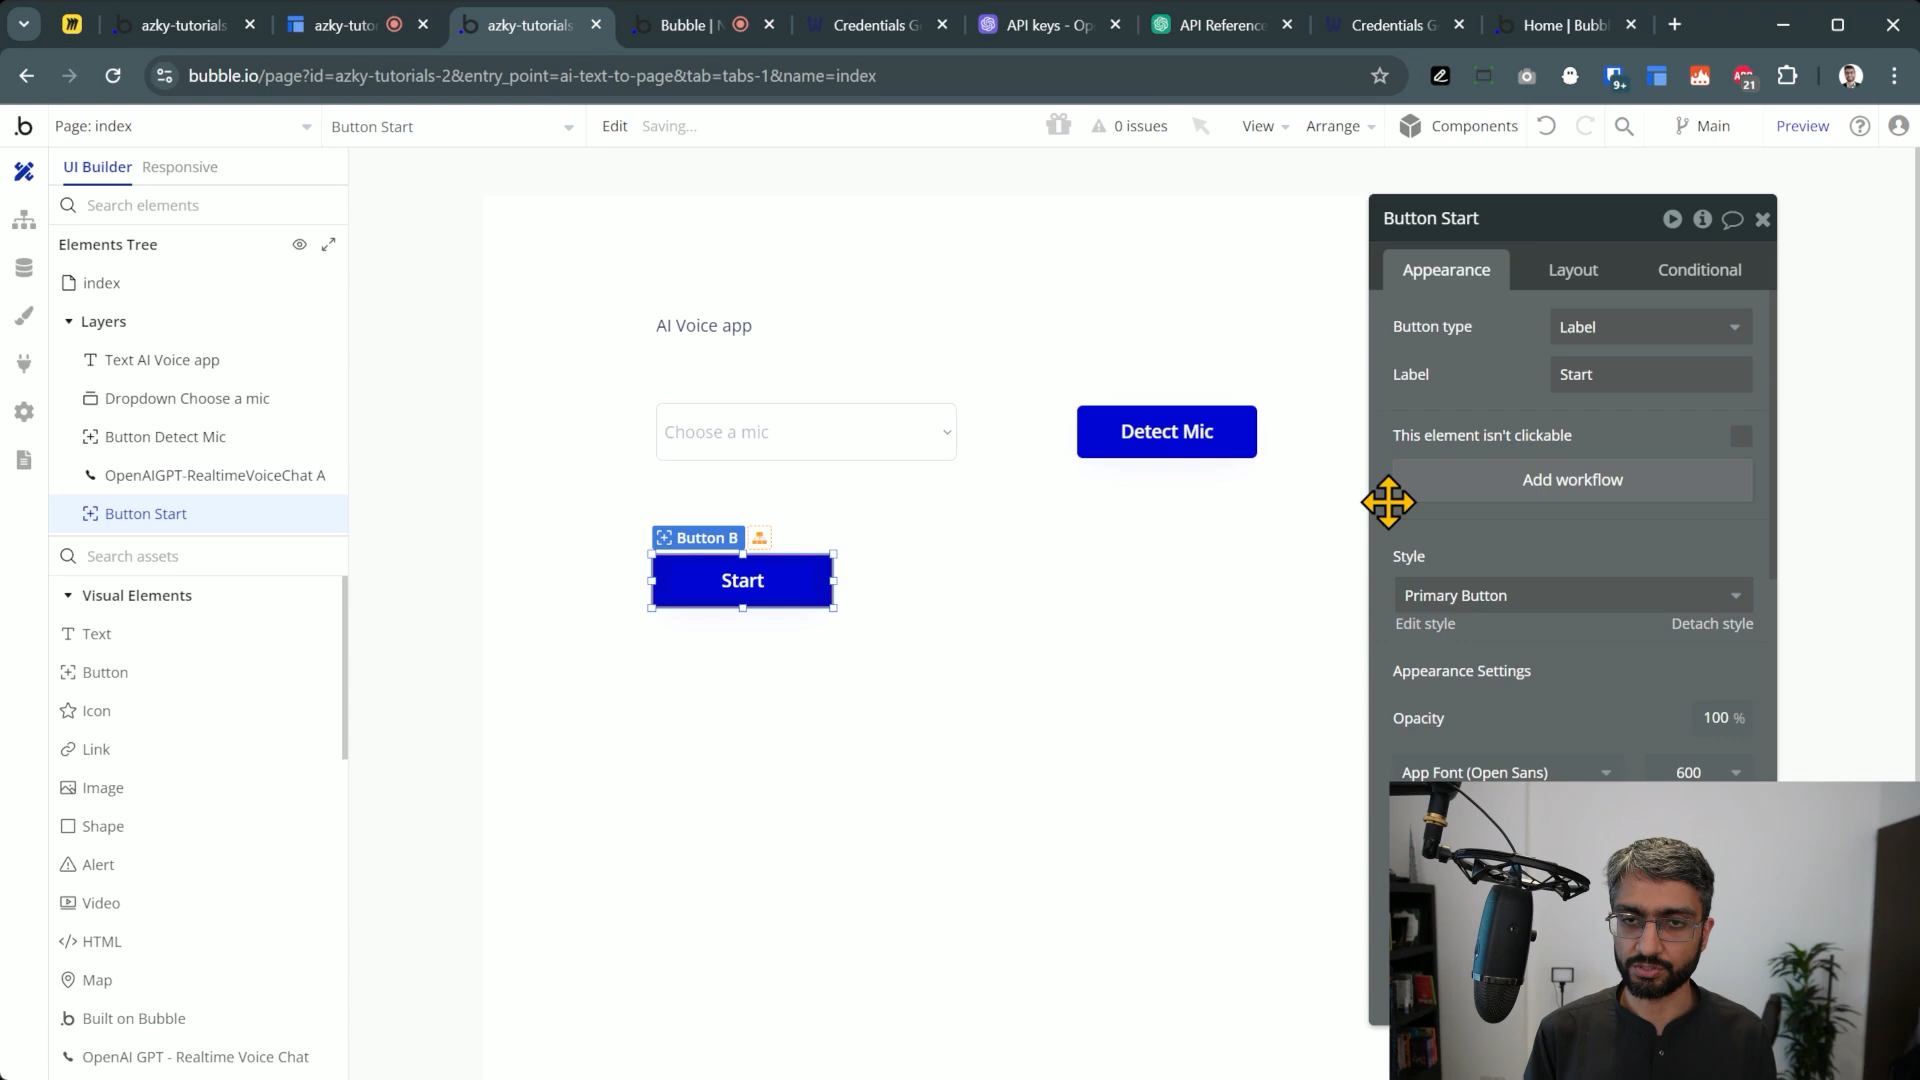 azky-tutorials
azky-tuto
azky-tutorials
Bubble | N
Credentials G
API keys - Op
API Reference
Credentials G
Home | Bubbl
bubble.io/page?id=azky-tutorials-2&entry_point=ai-text-to-page&tab=tabs-1&name=index
9+
21
Page: index
Button Start
Edit
Saving...
0 issues
View
Arrange
Components
Main
Preview
UI Builder
Responsive
Search elements
Elements Tree
index
Layers
Text AI Voice app
Dropdown Choose a mic
Button Detect Mic
OpenAIGPT-RealtimeVoiceChat A
Button Start
Search assets
Visual Elements
Text
Button
Icon
Link
Image
Shape
Alert
Video
HTML
Map
Built on Bubble
OpenAI GPT - Realtime Voice Chat
AI Voice app
Choose a mic
Detect Mic
Button B
Start
Button Start
Appearance
Layout
Conditional
Button type
Label
Label
Start
This element isn't clickable
Add workflow
Style
Primary Button
Edit style
Detach style
Appearance Settings
Opacity
100 %
App Font (Open Sans)
600